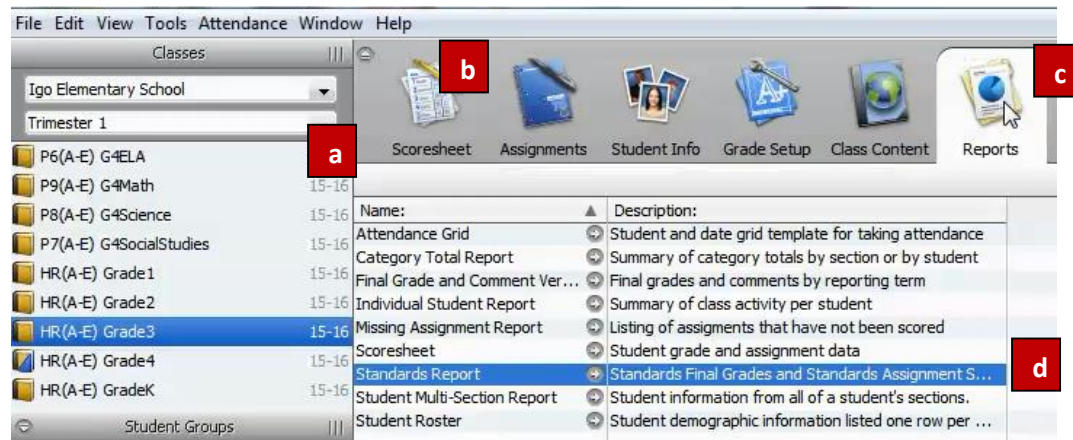 File Edit View Tools Attendance Window Help
Classes
Igo Elementary School
Trimester 1
a
P6(A-E) G4ELA
P9(A-E) G4Math 15-16
P8(A-E) G4Science 15-16
P7(A-E) G4SocialStudies 15-16
HR(A-E) Grade1 15-16
HR(A-E) Grade2 15-16
HR(A-E) Grade3 15-16
HR(A-E) Grade4 15-16
HR(A-E) GradeK 15-16
Student Groups
b
c
Scoresheet Assignments Student Info Grade Setup Class Content Reports
Name: Description:
Attendance Grid Student and date grid template for taking attendance
Category Total Report Summary of category totals by section or by student
Final Grade and Comment Ver... Final grades and comments by reporting term
Individual Student Report Summary of class activity per student
Missing Assignment Report Listing of assigments that have not been scored
Scoresheet Student grade and assignment data
Standards Report Standards Final Grades and Standards Assignment S...
d
Student Multi-Section Report Student information from all of a student's sections.
Student Roster Student demographic information listed one row per ...